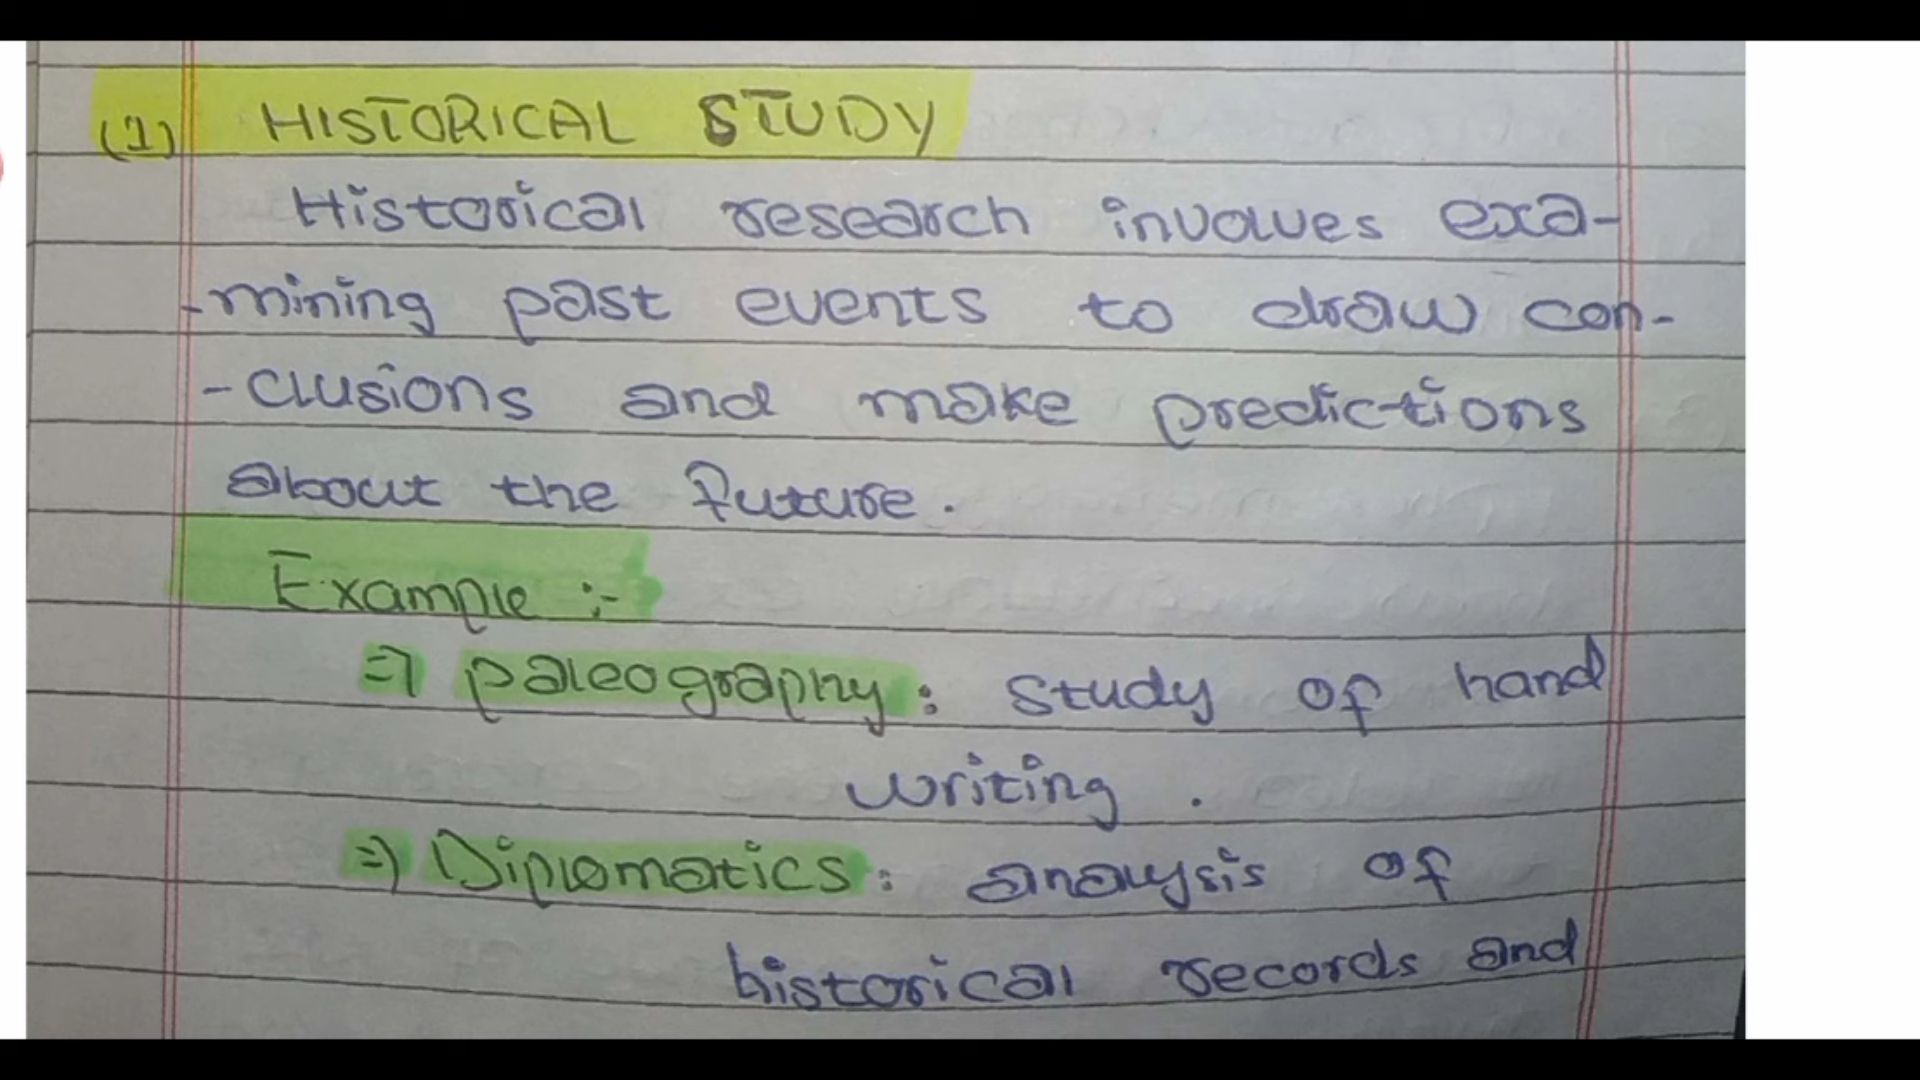 (1) HISTORICAL STUDY
Historical research involves exa-
-mining past events to draw con-
-clusions and make predictions
about the future.
Example :-
=> paleography: study of hand
writing.
=> Diplomatics: analysis of
historical records and